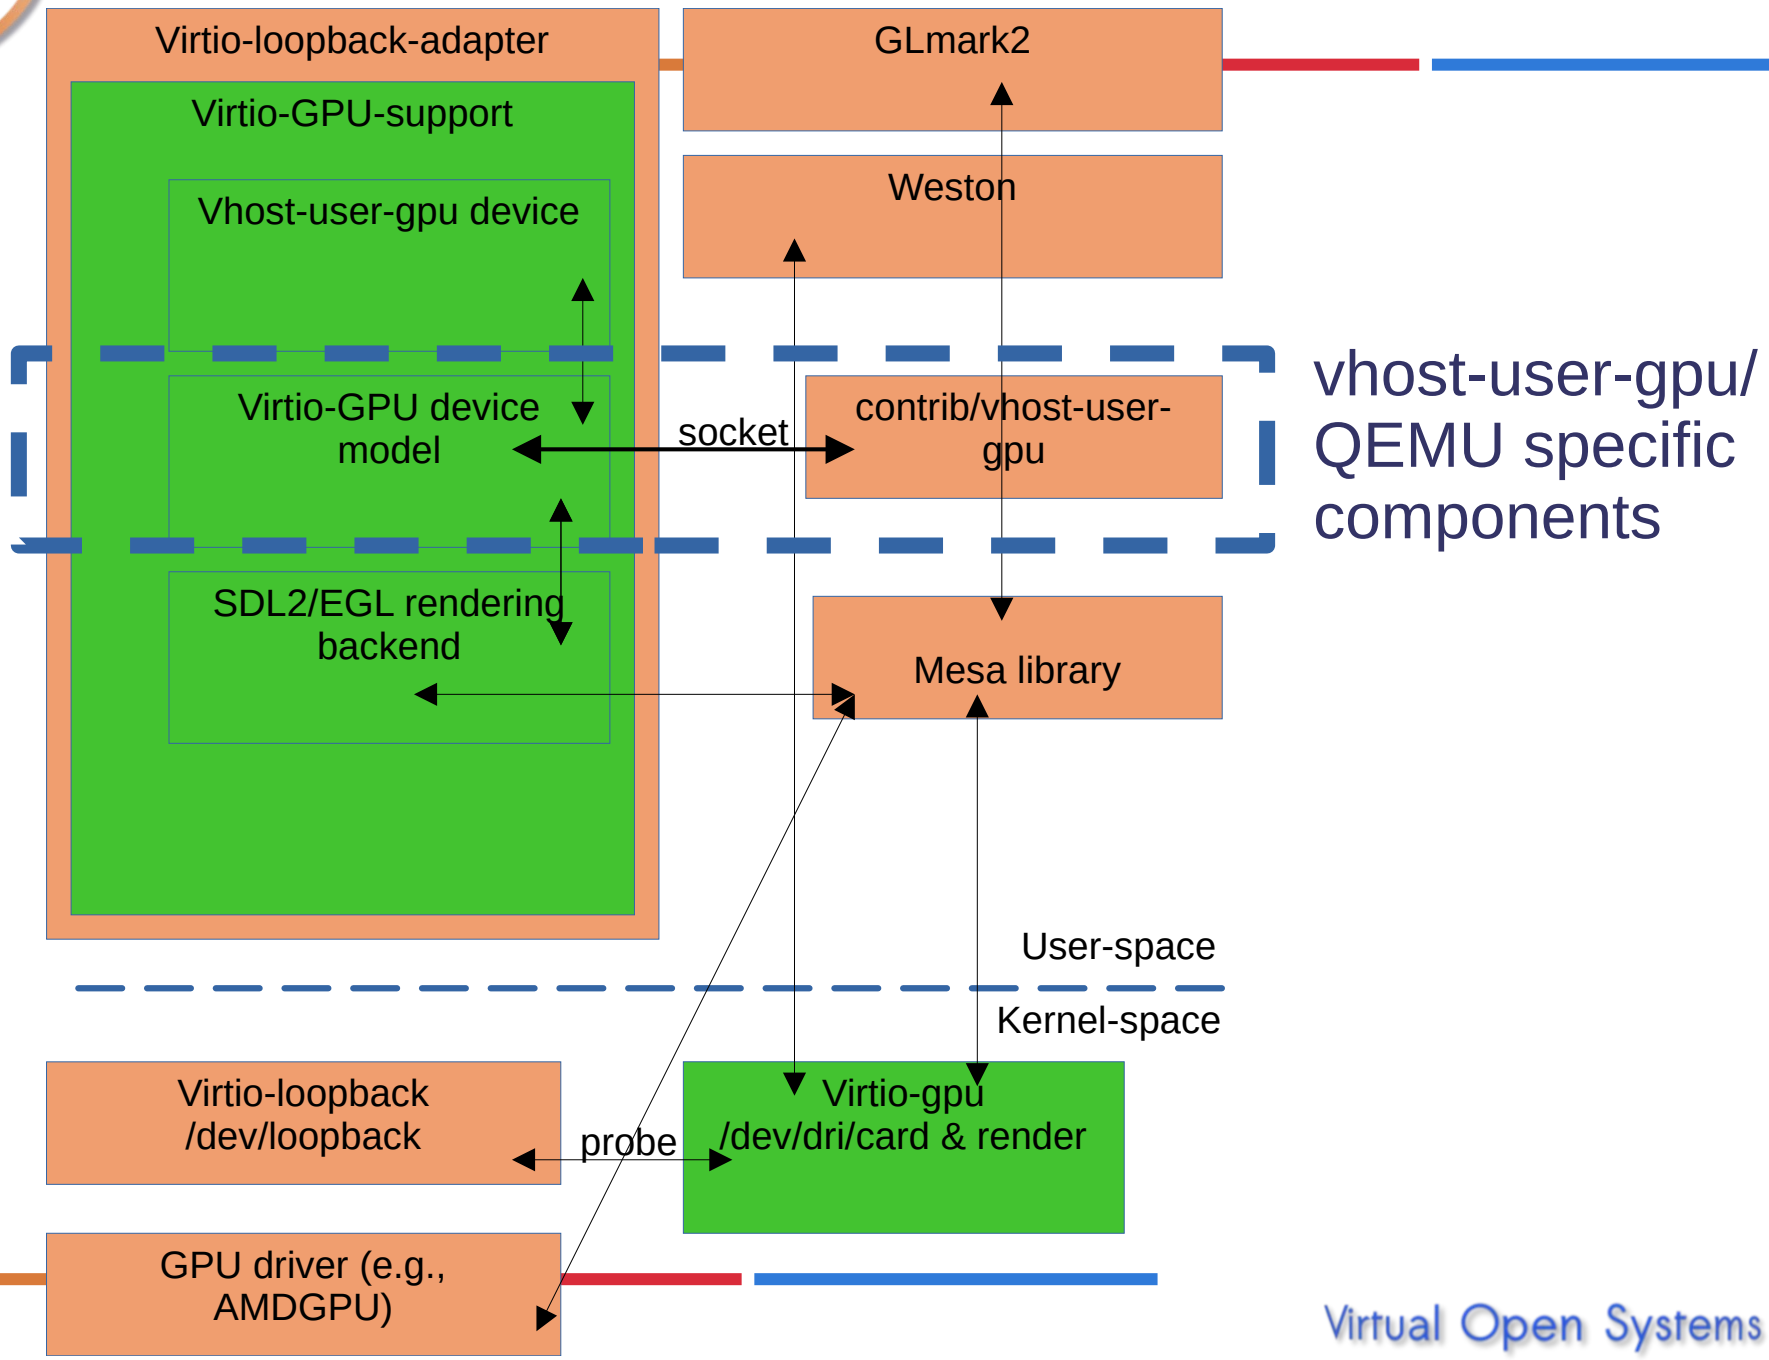 Virtio-loopback-adapter
GLmark2
Virtio-GPU-support
Weston
Vhost-user-gpu device
Virtio-GPU device
model
socket
contrib/vhost-user-
gpu
vhost-user-gpu/
QEMU specific
components
SDL2/EGL rendering
backend
Mesa library
User-space
Kernel-space
Virtio-loopback
/dev/loopback
probe
Virtio-gpu
/dev/dri/card & render
GPU driver (e.g.,
AMDGPU)
Virtual Open Systems